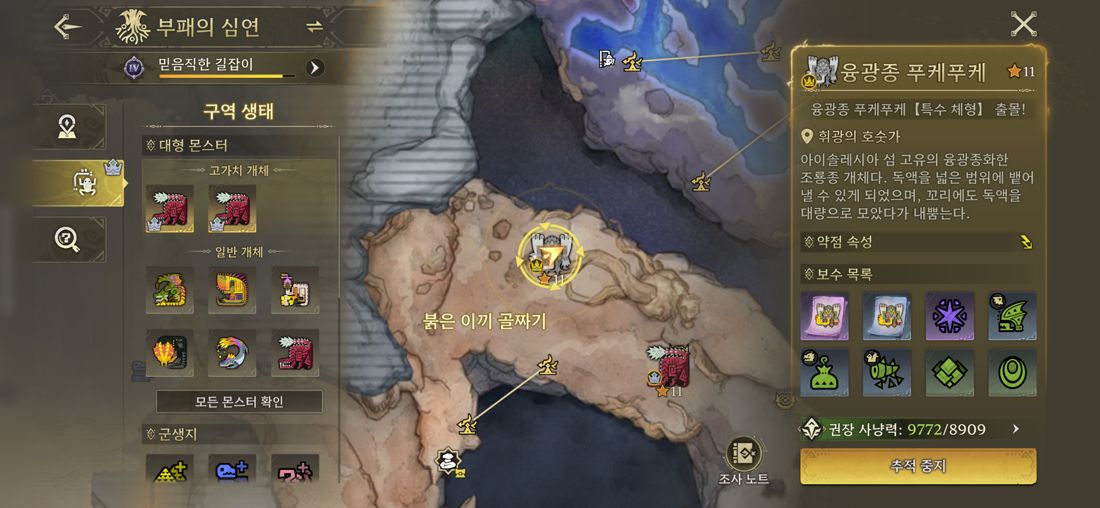 부패의 심연
IV
믿음직한 길잡이
구역 생태
대형 몬스터
고가치 개체
일반 개체
모든 몬스터 확인
군생지
11
붉은 이끼 골짜기
11
조사 노트
융광종 푸케푸케
11
융광종 푸케푸케【특수 체형】 출몰!
휘광의 호숫가
아이솔레시아 섬 고유의 융광종화한
조룡종 개체다. 독액을 넓은 범위에 뱉어
낼 수 있게 되었으며, 꼬리에도 독액을
대량으로 모았다가 내뿜는다.
약점 속성
보수 목록
권장 사냥력: 9772/8909
추적 중지